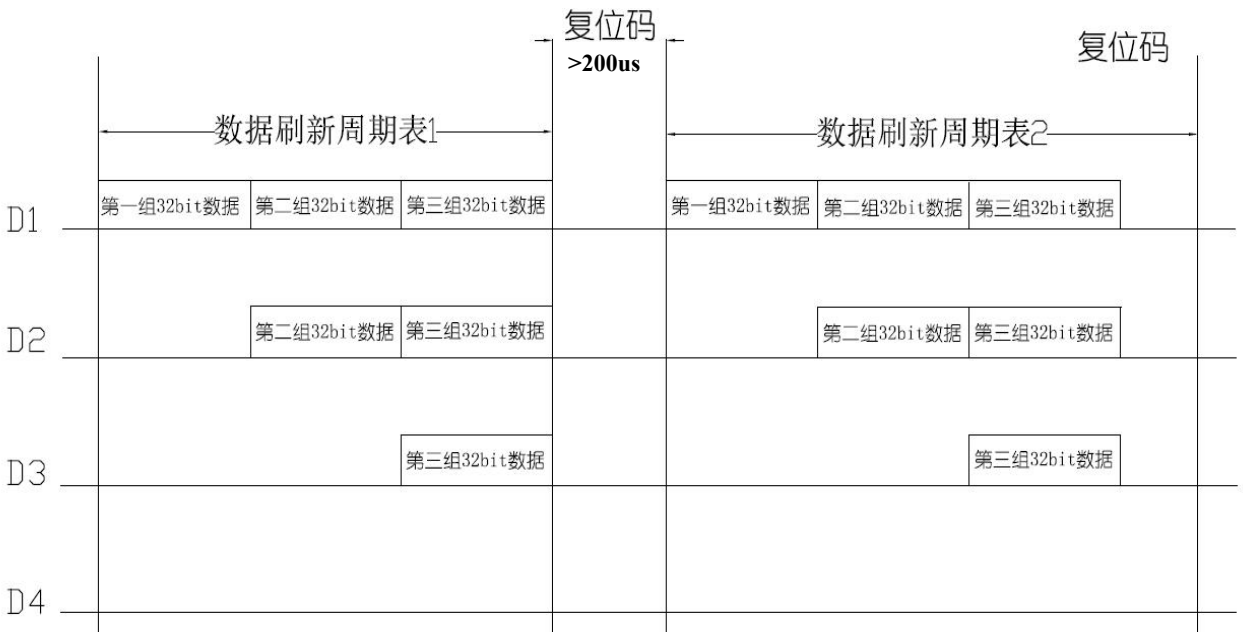 复位码
>200us
复位码
数据刷新周期表1
数据刷新周期表2
D1
第一组32bit数据
第二组32bit数据
第三组32bit数据
第一组32bit数据
第二组32bit数据
第三组32bit数据
D2
第二组32bit数据
第三组32bit数据
第二组32bit数据
第三组32bit数据
D3
第三组32bit数据
第三组32bit数据
D4